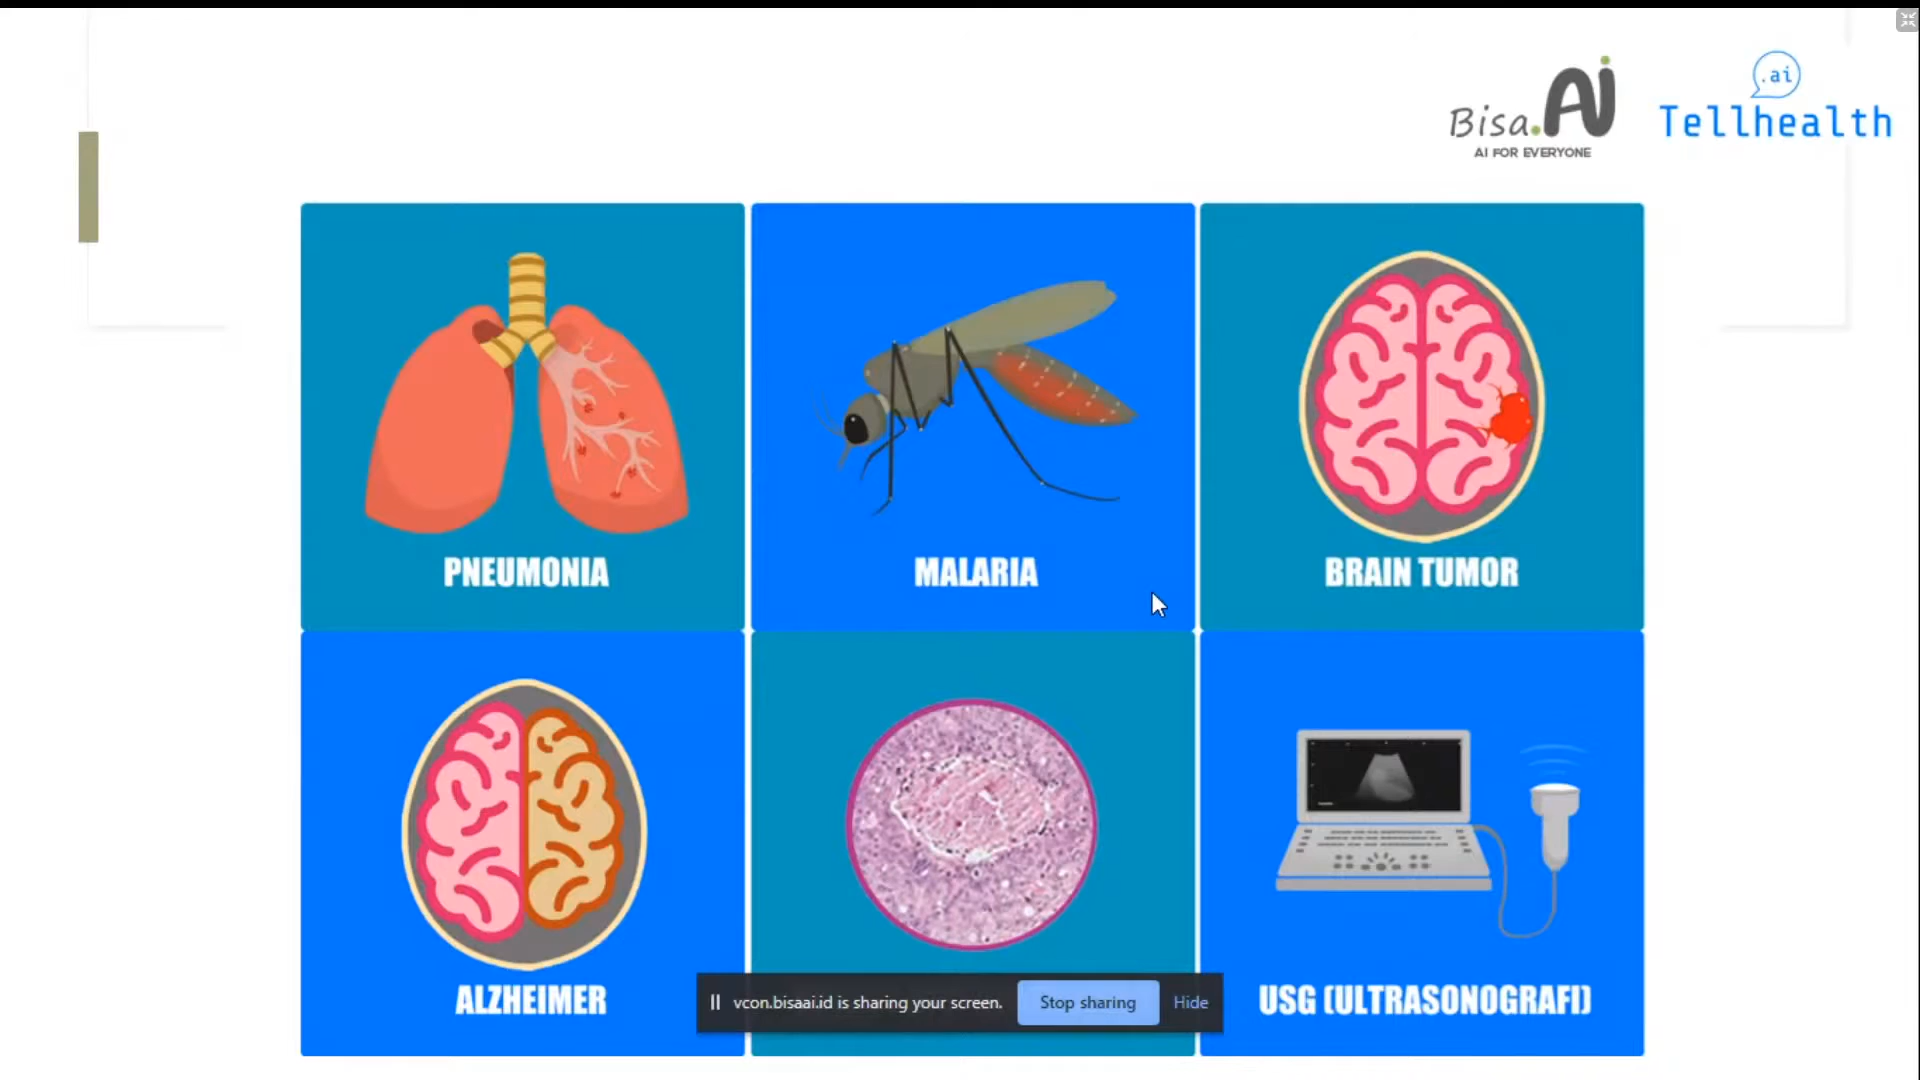 .ai
Bisa.Ai
Tellhealth
AI FOR EVERYONE
PNEUMONIA
MALARIA
BRAIN TUMOR
ALZHEIMER
vcon.bisaai.id is sharing your screen.
Stop sharing
Hide
USG (ULTRASONOGRAFI)